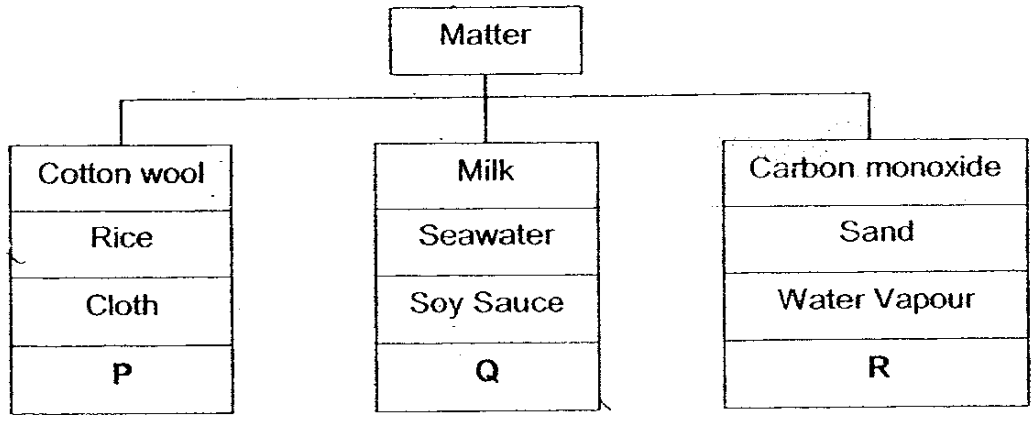 Matter
Cotton wool
Rice
Cloth
P
Milk
Seawater
Soy Sauce
Q
Carbon monoxide
Sand
Water Vapour
R